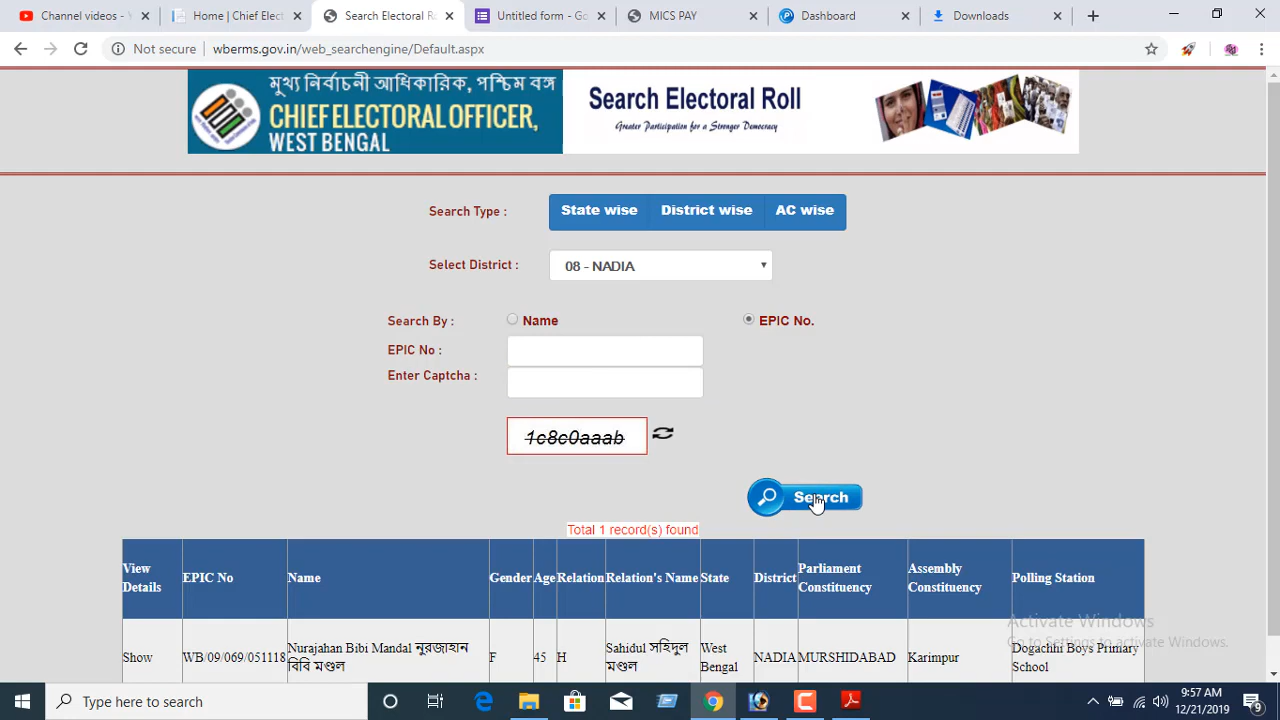 Channel videos - Y
Home | Chief Elect
Search Electoral Ro
Untitled form - Go
MICS PAY
Dashboard
Downloads
Not secure
wberms.gov.in/web_searchengine/Default.aspx
মুখ্য নির্বাচনী আধিকারিক, পশ্চিম বঙ্গ
CHIEF ELECTORAL OFFICER,
WEST BENGAL
Search Electoral Roll
Greater Participation for a Stronger Democracy
Search Type :
State wise
District wise
AC wise
Select District :
08 - NADIA
Search By :
Name
EPIC No.
EPIC No :
Enter Captcha :
1c8c0aaab
Search
Total 1 record(s) found
View Details
EPIC No
Name
Gender
Age
Relation
Relation's Name
State
District
Parliament Constituency
Assembly Constituency
Polling Station
Show
WB/09/069/051118
Nurajahan Bibi Mandal নুরজাহান
বিবি মণ্ডল
F
45
H
Sahidul সহিদুল
মণ্ডল
West
Bengal
NADIA
MURSHIDABAD
Karimpur
Dogachhi Boys Primary
School
Activate Windows
Go to Settings to activate Windows.
Type here to search
9:57 AM
12/21/2019
9